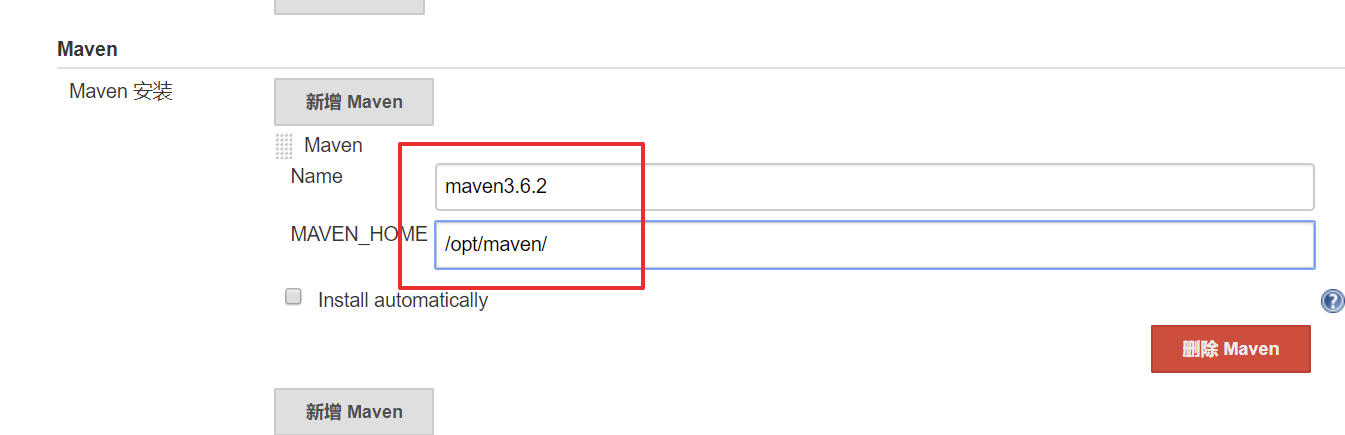 Maven
Maven 安装
新增 Maven
Maven
Name
maven3.6.2
MAVEN_HOME
/opt/maven/
Install automatically
?
删除 Maven
新增 Maven